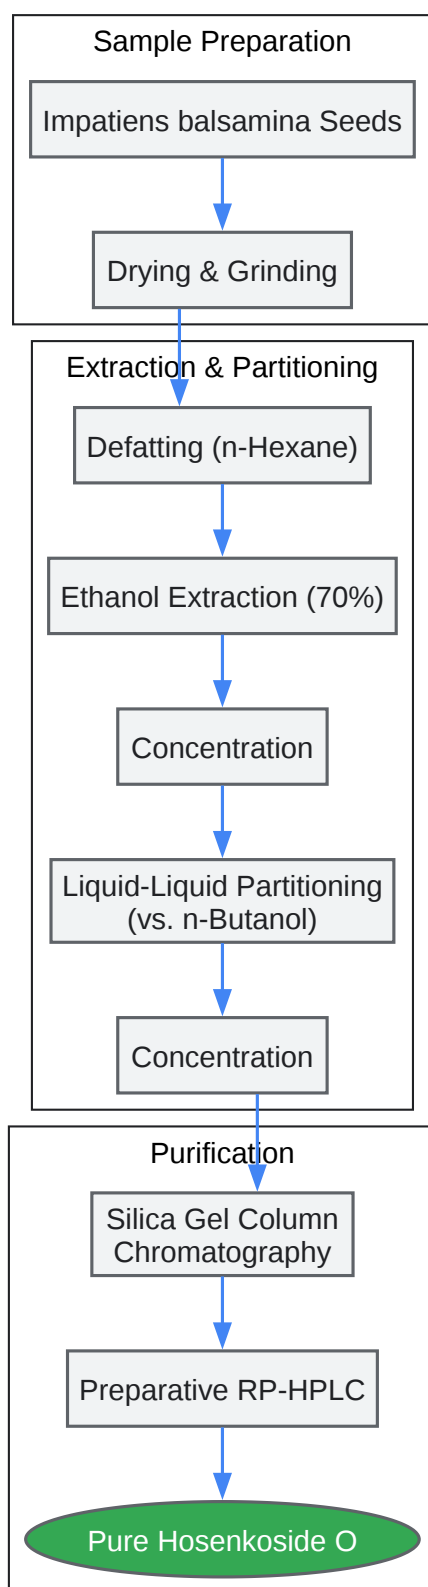 Sample Preparation
Impatiens balsamina Seeds
Drying & Grinding
Extraction & Partitioning
Defatting (n-Hexane)
Ethanol Extraction (70%)
Concentration
Liquid-Liquid Partitioning
(vs. n-Butanol)
Concentration
Purification
Silica Gel Column
Chromatography
Preparative RP-HPLC
Pure Hosenkoside O